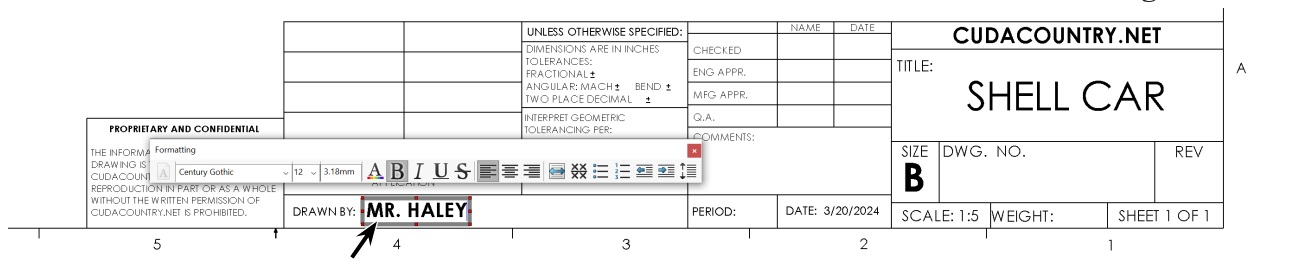 UNLESS OTHERWISE SPECIFIED:
DIMENSIONS ARE IN INCHES
TOLERANCES:
FRACTIONAL ±
ANGULAR: MACH ± BEND ±
TWO PLACE DECIMAL ±
INTERPRET GEOMETRIC
TOLERANCING PER:
NAME DATE
CHECKED
ENG APPR.
MFG APPR.
Q.A.
COMMENTS:
CUDACOUNTRY.NET
TITLE:
SHELL CAR
A
SIZE DWG. NO. REV
B
SCALE: 1:5 WEIGHT: SHEET 1 OF 1
PROPRIETARY AND CONFIDENTIAL
THE
DRAWING IS
REPRODUCTION IN PART OR AS A WHOLE
WITHOUT THE WRITTEN PERMISSION OF
CUDACOUNTRY.NET IS PROHIBITED.
Formatting
A Century Gothic 12 3.18mm A B I U S
APPLICATION
DRAWN BY: MR. HALEY
PERIOD: DATE: 3/20/2024
5 4 3 2 1